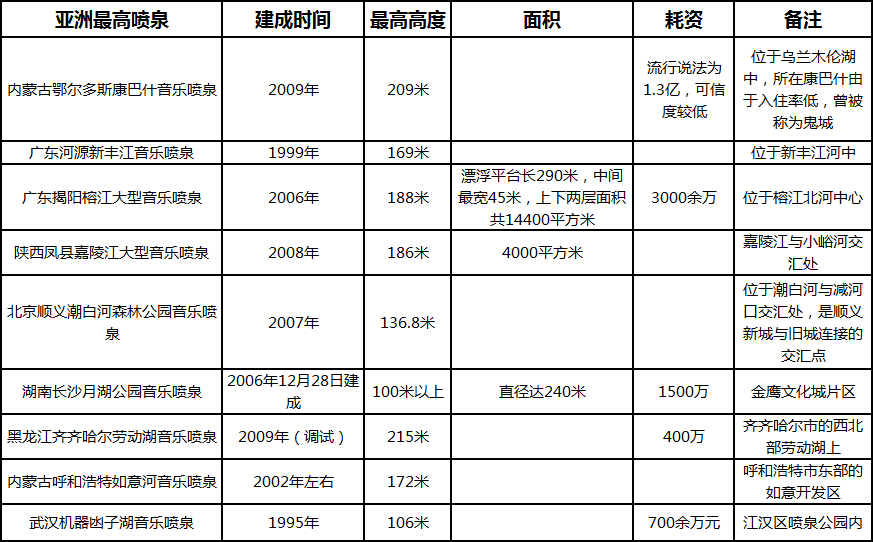 亚洲最高喷泉 建成时间 最高高度 面积 耗资 备注
内蒙古鄂尔多斯康巴什音乐喷泉 2009年 209米
流行说法为
1.3亿，可信
度较低
位于乌兰木伦湖
中，所在康巴什由
于入住率低，曾被
称为鬼城
广东河源新丰江音乐喷泉 1999年 169米 位于新丰江河中
广东揭阳榕江大型音乐喷泉 2006年 188米
漂浮平台长290米，中间
最宽45米，上下两层面积
共14400平方米
3000余万 位于榕江北河中心
陕西凤县嘉陵江大型音乐喷泉 2008年 186米 4000平方米
嘉陵江与小峪河交
汇处
北京顺义潮白河森林公园音乐喷
泉
2007年 136.8米
位于潮白河与减河
口交汇处，是顺义
新城与旧城连接的
交汇点
湖南长沙月湖公园音乐喷泉
2006年12月28日建
成
100米以上 直径达240米 1500万 金鹰文化城片区
黑龙江齐齐哈尔劳动湖音乐喷泉 2009年（调试） 215米 400万
齐齐哈尔市的西北
部劳动湖上
内蒙古呼和浩特如意河音乐喷泉 2002年左右 172米
呼和浩特市东部的
如意开发区
武汉机器凼子湖音乐喷泉 1995年 106米 700余万元 江汉区喷泉公园内